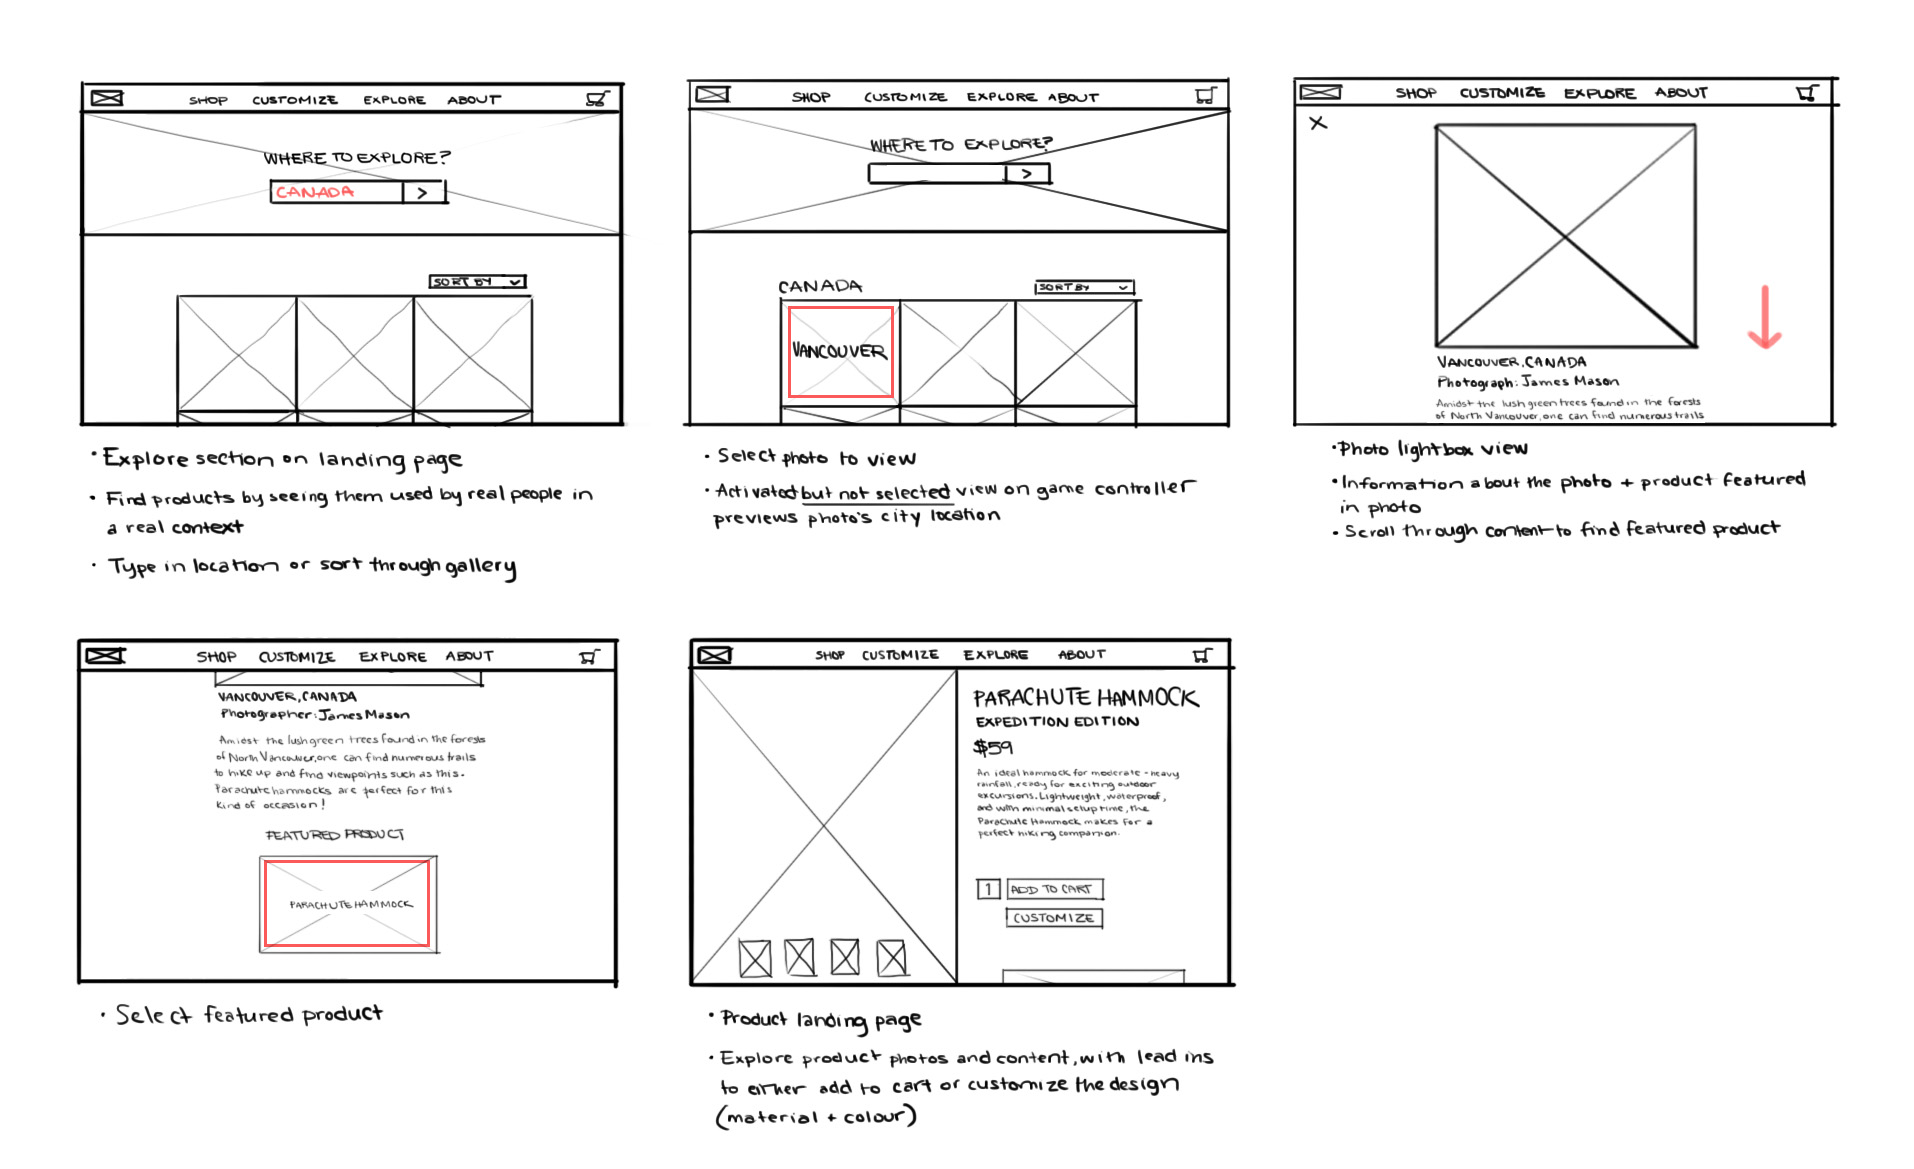 SHOP CUSTOMIZE EXPLORE ABOUT
WHERE TO EXPLORE?
CANADA >
SORT BY
• Explore section on landing page
• Find products by seeing them used by real people in
a real context
• Type in location or sort through gallery
SHOP CUSTOMIZE EXPLORE ABOUT
WHERE TO EXPLORE?
>
CANADA SORT BY
VANCOUVER
• Select photo to view
• Activated but not selected view on game controller
previews photo's city location
SHOP CUSTOMIZE EXPLORE ABOUT
X
VANCOUVER, CANADA
Photograph: James Mason
Amidst the lush green trees found in the forests
of North Vancouver, one can find numerous trails
• Photo lightbox view
• Information about the photo + product featured
in photo
• Scroll through content to find featured product
SHOP CUSTOMIZE EXPLORE ABOUT
VANCOUVER, CANADA
Photographer: James Mason
Amidst the lush green trees found in the forests
of North Vancouver, one can find numerous trails
to hike up and find viewpoints such as this.
Parachute hammocks are perfect for this
kind of occasion!
FEATURED PRODUCT
PARACHUTE HAMMOCK
• Select featured product
SHOP CUSTOMIZE EXPLORE ABOUT
PARACHUTE HAMMOCK
EXPEDITION EDITION
$59
An ideal hammock for moderate - heavy
rainfall, ready for exciting outdoor
excursions. Lightweight, waterproof,
and with minimal setup time, the
Parachute Hammock makes for a
perfect hiking companion.
1 ADD TO CART
CUSTOMIZE
• Product landing page
• Explore product photos and content, with lead ins
to either add to cart or customize the design
(material + colour)